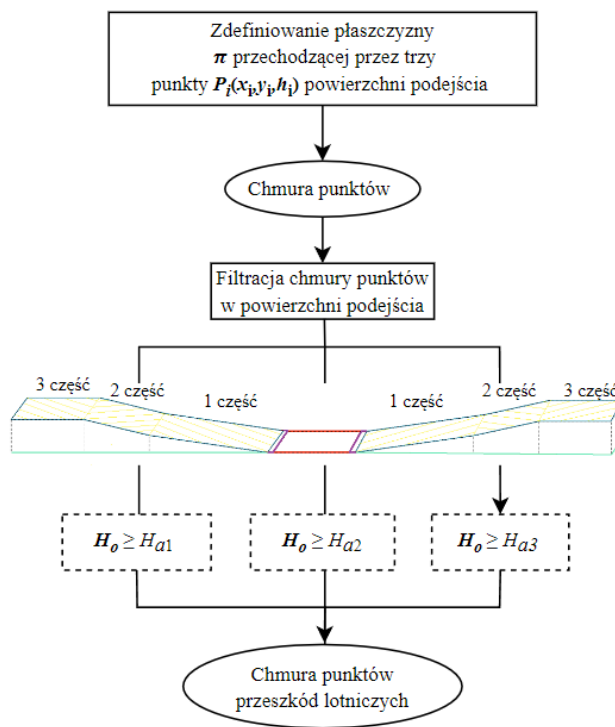 Zdefiniowanie płaszczyzny
π przechodzącej przez trzy
punkty Pᵢ(xᵢ,yᵢ,hᵢ) powierzchni podejścia
Chmura punktów
Filtracja chmury punktów
w powierzchni podejścia
3 część 2 część 1 część 1 część 2 część 3 część
Hₒ ≥ Hₐ₁ Hₒ ≥ Hₐ₂ Hₒ ≥ Hₐ₃
Chmura punktów
przeszkód lotniczych